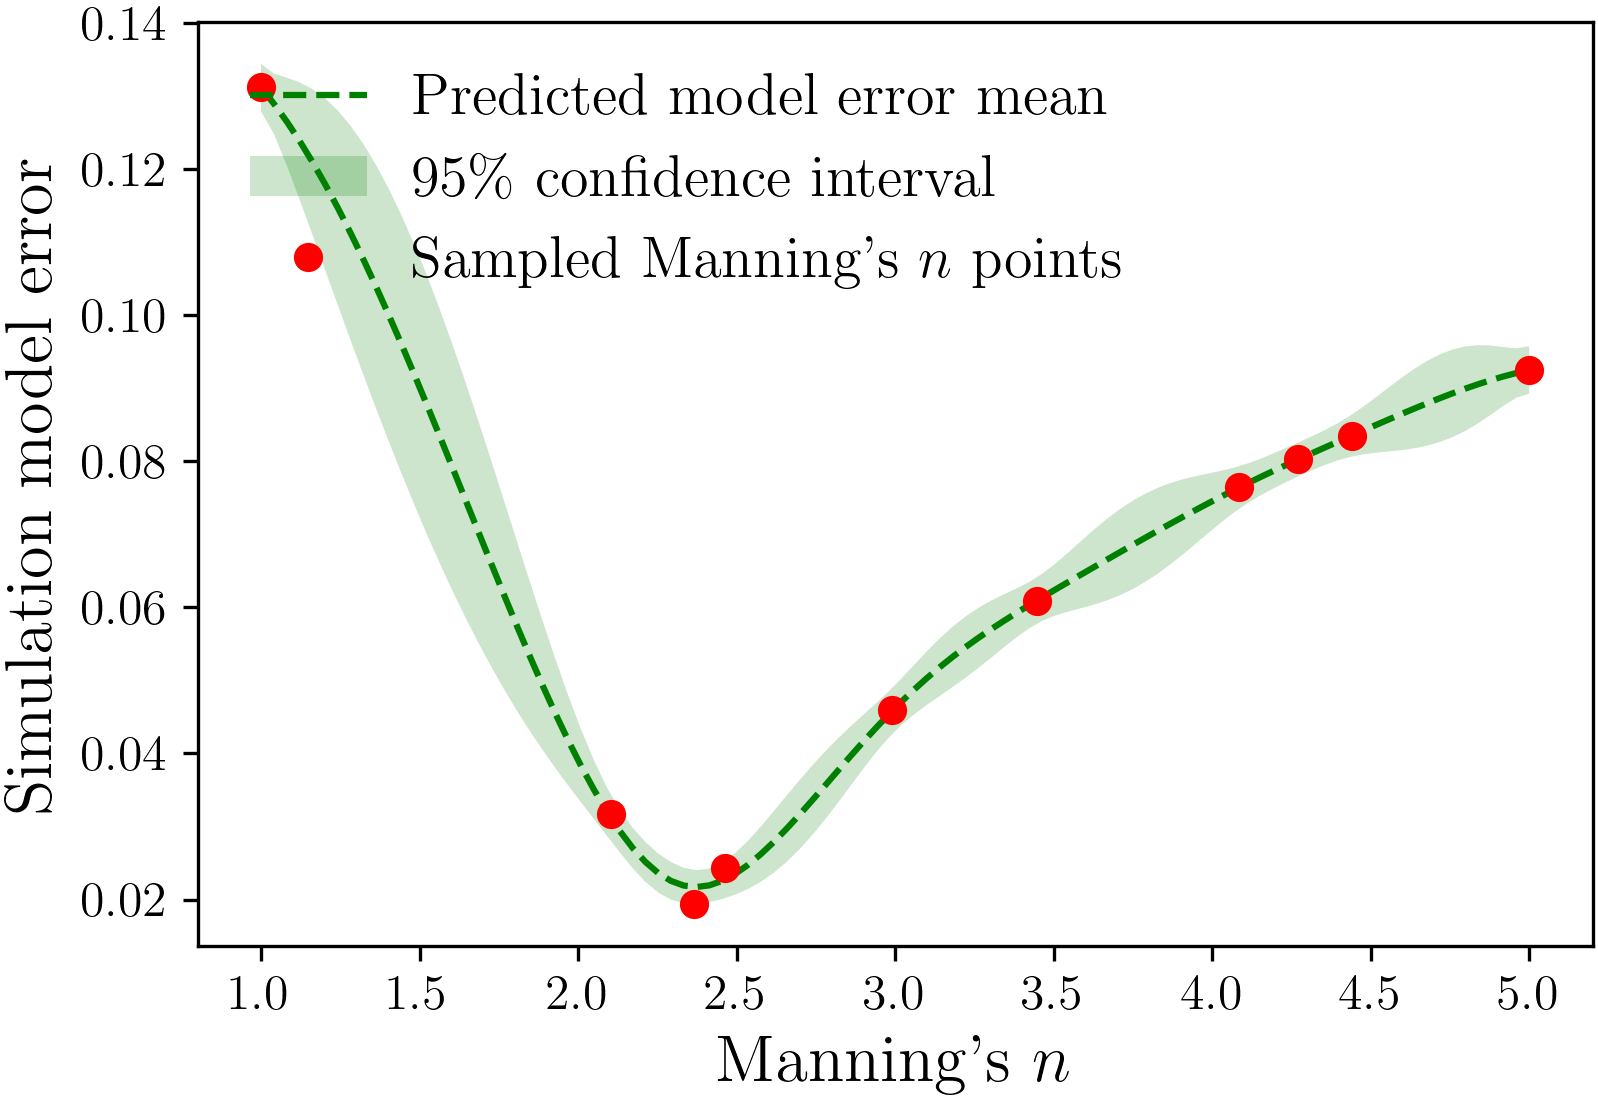 0.14
0.12
0.10
0.08
0.06
0.04
0.02
Simulation model error
Predicted model error mean
95% confidence interval
Sampled Manning's n points
1.0 1.5 2.0 2.5 3.0 3.5 4.0 4.5 5.0
Manning's n